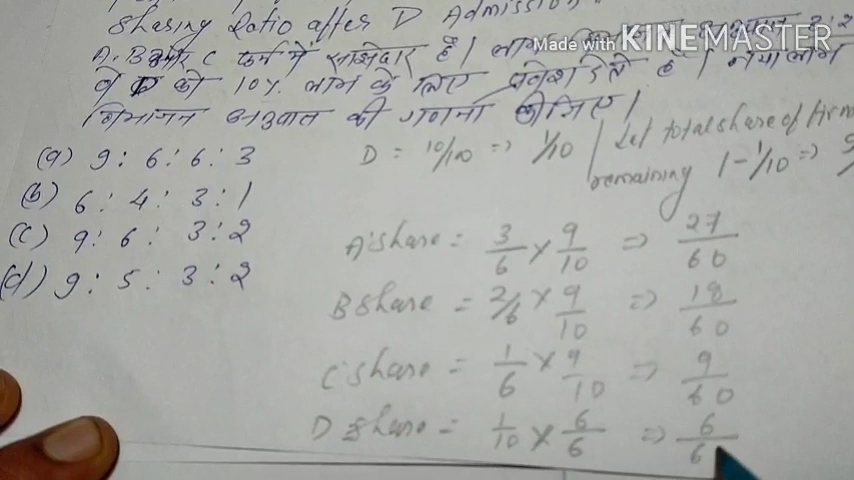 Sharing Ratio after D Admission
Made with KINEMASTER
A, B और C फर्म में साझेदार है। लाभ 3:2
वे D को 10% लाभ के लिए प्रवेश देते हैं। नया लाभ
विभाजन अनुपात की गणना कीजिए।
(a) 9 : 6 : 6 : 3
(b) 6 : 4 : 3 : 1
(c) 9 : 6 : 3 : 2
(d) 9 : 5 : 3 : 2
D = 10/100 => 1/10 | Let total share of firm
remaining 1 - 1/10 => 9/
A share = 3/6 × 9/10 => 27/60
B share = 2/6 × 9/10 => 18/60
C share = 1/6 × 9/10 => 9/60
D share = 1/10 × 6/6 => 6/6